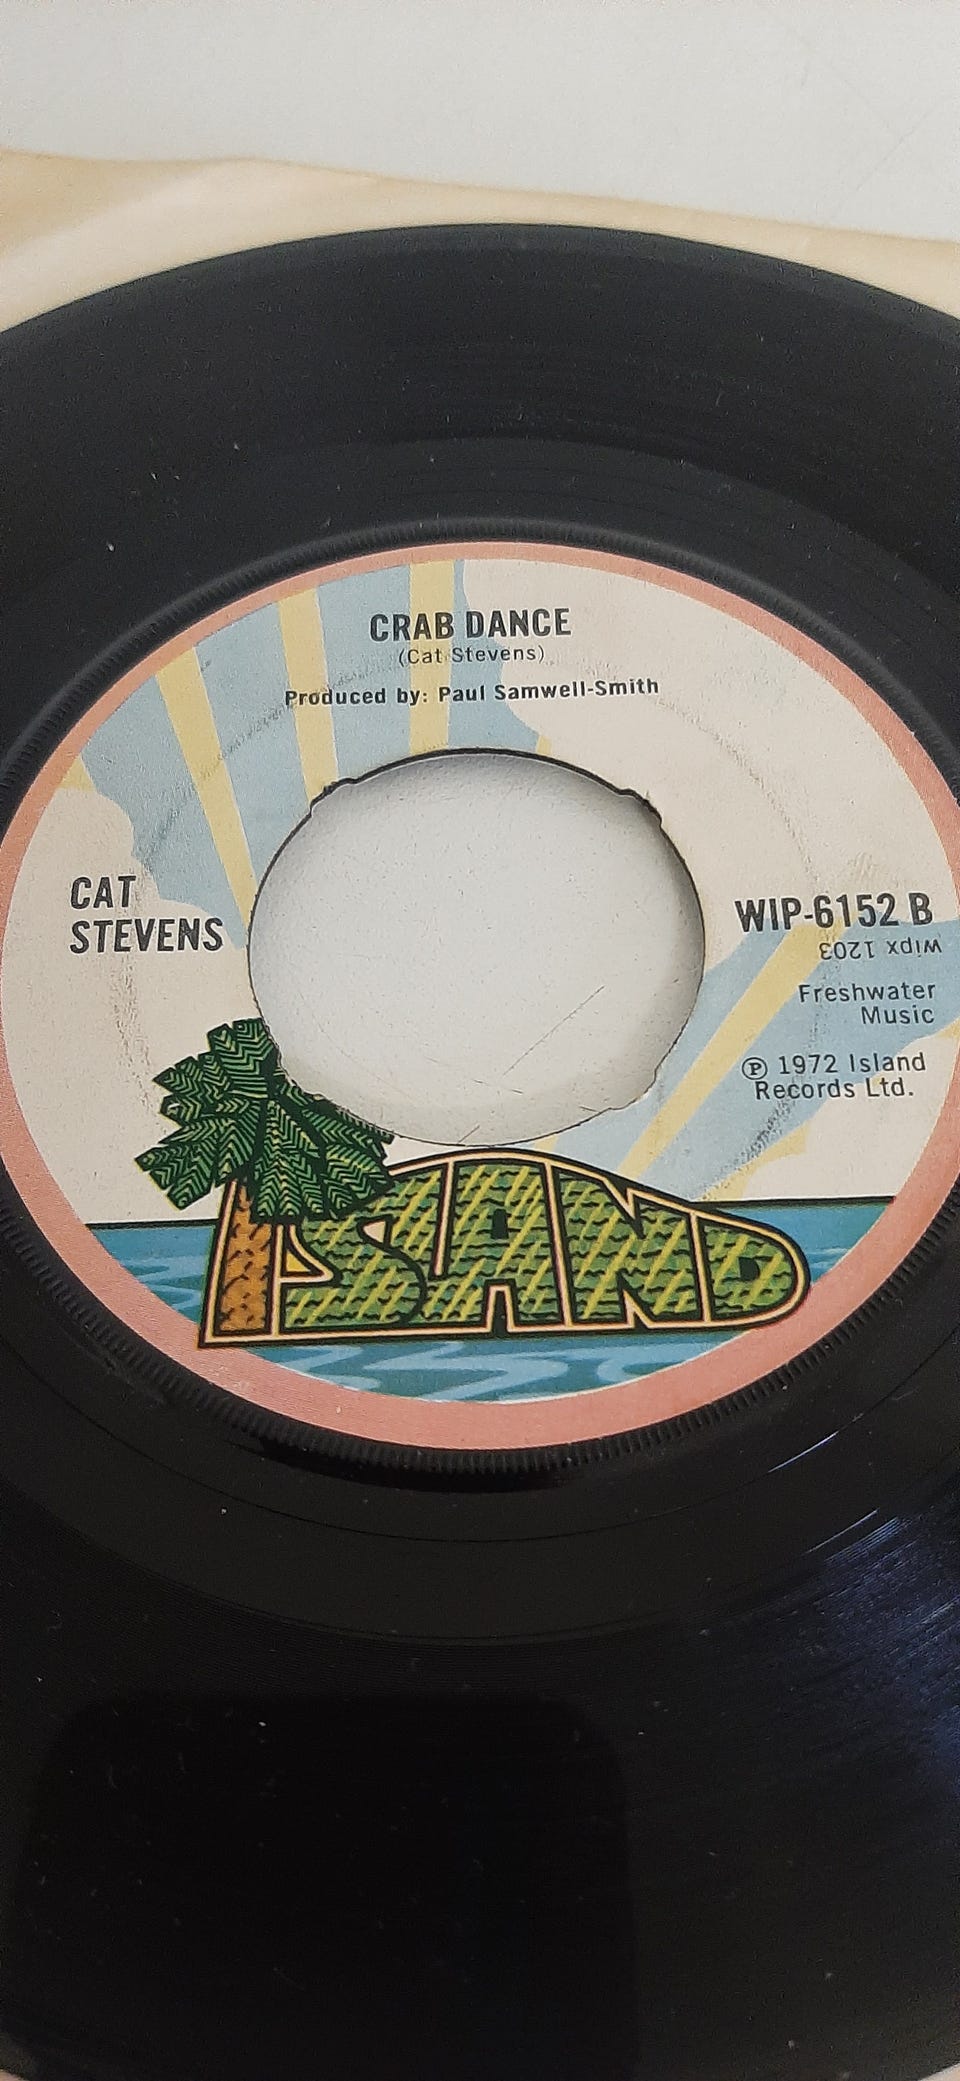 CRAB DANCE
(Cat Stevens)
Produced by: Paul Samwell-Smith
CAT
STEVENS
WIP-6152 B
WIPX 1203
Freshwater
Music
Ⓟ 1972 Island
Records Ltd.
ISLAND